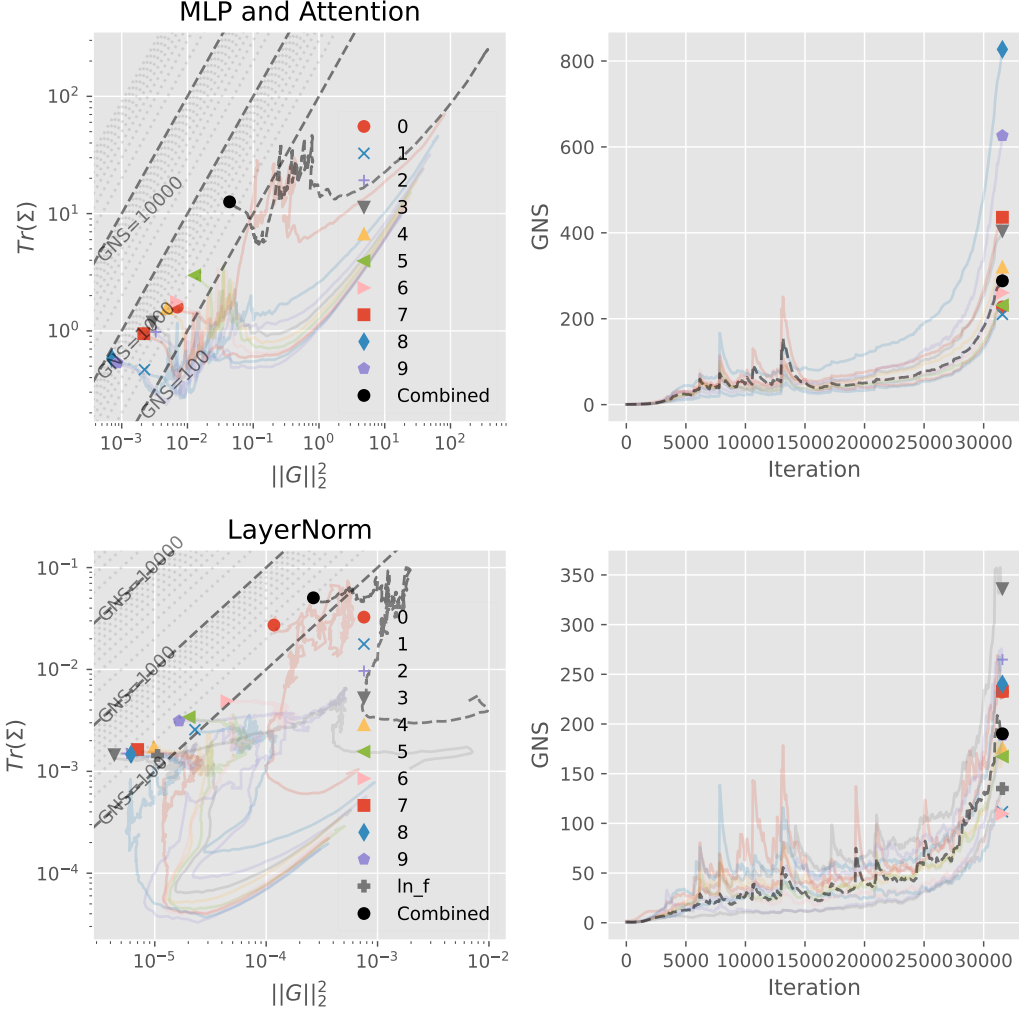 MLP and Attention
Tr(Σ)
10²
10¹
10⁰
GNS=10000
GNS=1000
GNS=100
0
1
2
3
4
5
6
7
8
9
Combined
10⁻³ 10⁻² 10⁻¹ 10⁰ 10¹ 10²
||G||₂²
GNS
800
600
400
200
0
0 5000 10000 15000 20000 25000 30000
Iteration
LayerNorm
Tr(Σ)
10⁻¹
10⁻²
10⁻³
10⁻⁴
GNS=10000
GNS=1000
GNS=100
0
1
2
3
4
5
6
7
8
9
ln_f
Combined
10⁻⁵ 10⁻⁴ 10⁻³ 10⁻²
||G||₂²
GNS
350
300
250
200
150
100
50
0
0 5000 10000 15000 20000 25000 30000
Iteration